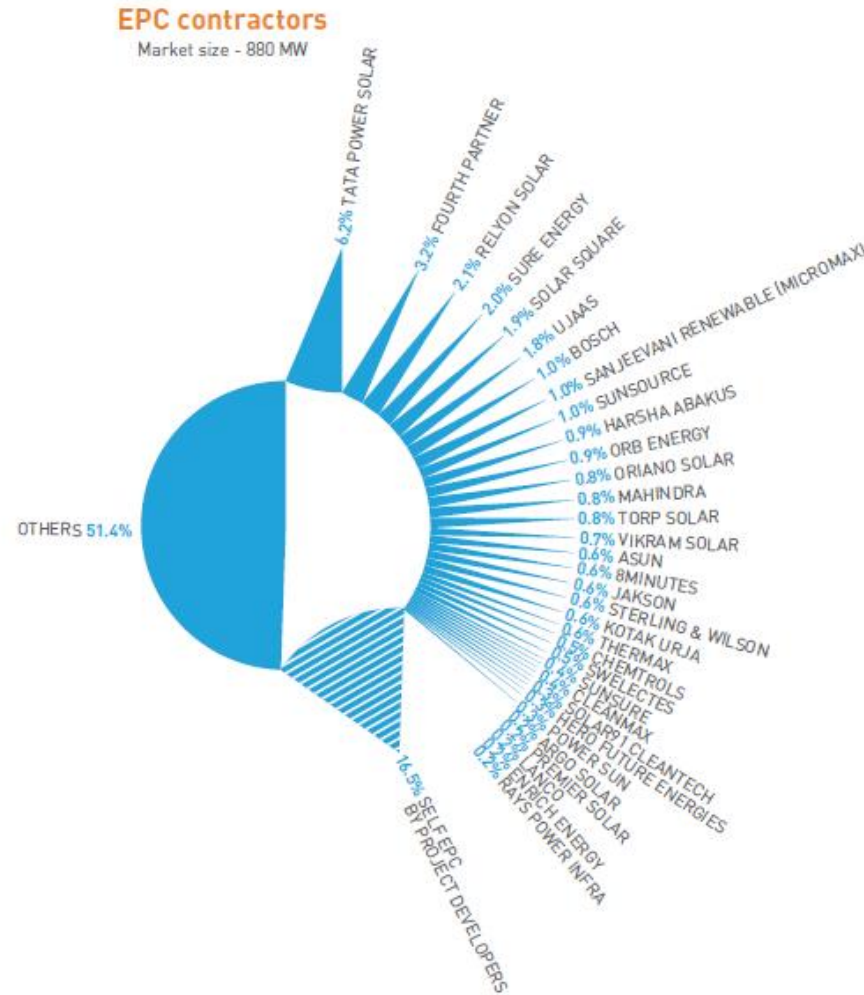 EPC contractors
Market size - 880 MW
6.2% TATA POWER SOLAR
3.2% FOURTH PARTNER
2.1% RELYON SOLAR
2.0% SURE ENERGY
1.9% SOLAR SQUARE
1.8% UJAAS
1.0% BOSCH
1.0% SANJEEVANI RENEWABLE (MICROMAX)
1.0% SUNSOURCE
0.9% HARSHA ABAKUS
0.9% ORB ENERGY
0.8% ORIANO SOLAR
0.8% MAHINDRA
0.8% TORP SOLAR
0.7% VIKRAM SOLAR
0.6% ASUN
0.6% 8MINUTES
0.6% JAKSON
0.6% STERLING & WILSON
0.6% KOTAK URJA
0.6% THERMAX
CHEMTROLS
SWELECTES
SUNSURE
CLEANMAX
SOLAR91 CLEANTECH
HERO FUTURE ENERGIES
POWER SUN
ARGO SOLAR
PREMIER SOLAR
LANCO
ENRICH ENERGY
0.2% RAYS POWER INFRA
16.5% SELF EPC
BY PROJECT DEVELOPERS
OTHERS 51.4%